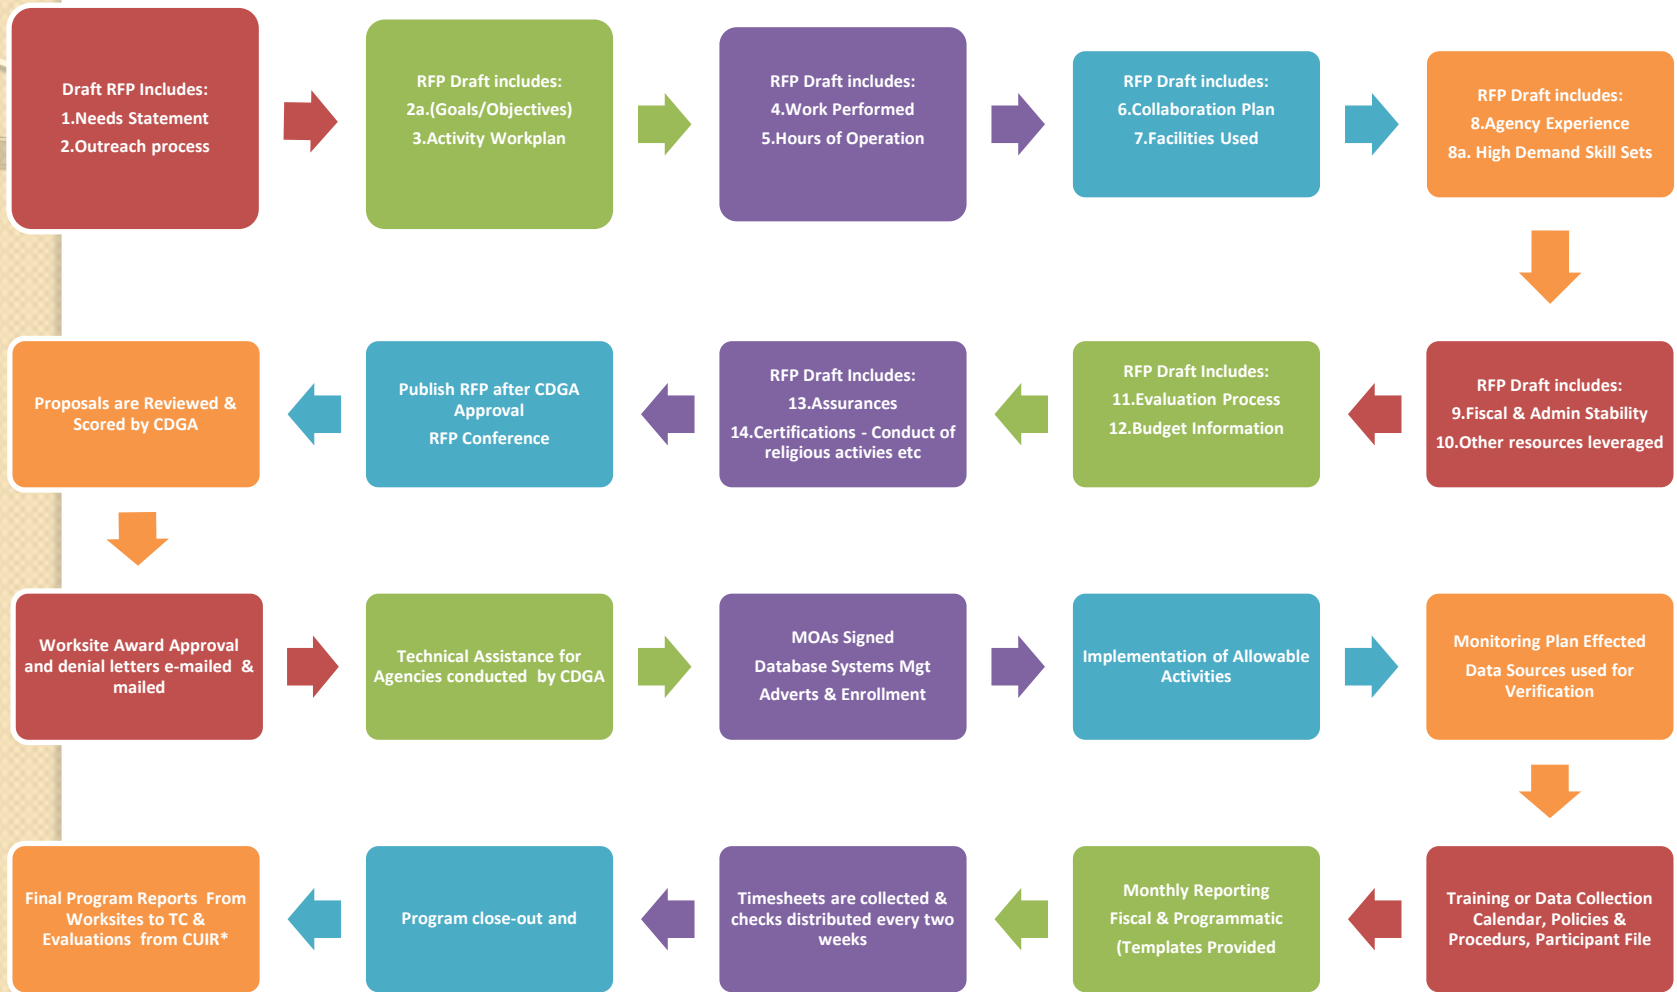 Draft RFP Includes:
1.Needs Statement
2.Outreach process
RFP Draft includes:
2a.(Goals/Objectives)
3.Activity Workplan
RFP Draft includes:
4.Work Performed
5.Hours of Operation
RFP Draft includes:
6.Collaboration Plan
7.Facilities Used
RFP Draft includes:
8.Agency Experience
8a. High Demand Skill Sets
RFP Draft includes:
9.Fiscal & Admin Stability
10.Other resources leveraged
RFP Draft Includes:
11.Evaluation Process
12.Budget Information
RFP Draft Includes:
13.Assurances
14.Certifications - Conduct of
religious activies etc
Publish RFP after CDGA
Approval
RFP Conference
Proposals are Reviewed &
Scored by CDGA
Worksite Award Approval
and denial letters e-mailed &
mailed
Technical Assistance for
Agencies conducted by CDGA
MOAs Signed
Database Systems Mgt
Adverts & Enrollment
Implementation of Allowable
Activities
Monitoring Plan Effected
Data Sources used for
Verification
Training or Data Collection
Calendar, Policies &
Procedurs, Participant File
Monthly Reporting
Fiscal & Programmatic
(Templates Provided
Timesheets are collected &
checks distributed every two
weeks
Program close-out and
Final Program Reports From
Worksites to TC &
Evaluations from CUIR*